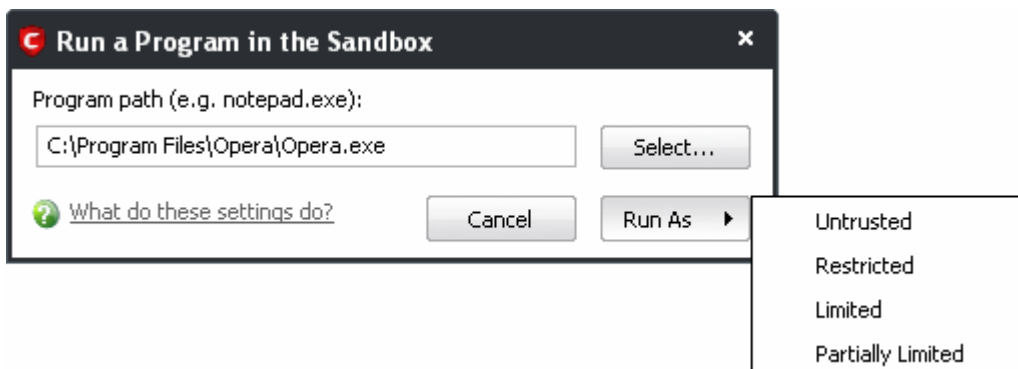 Run a Program in the Sandbox
Program path (e.g. notepad.exe):
C:\Program Files\Opera\Opera.exe
Select...
What do these settings do?
Cancel
Run As
Untrusted
Restricted
Limited
Partially Limited